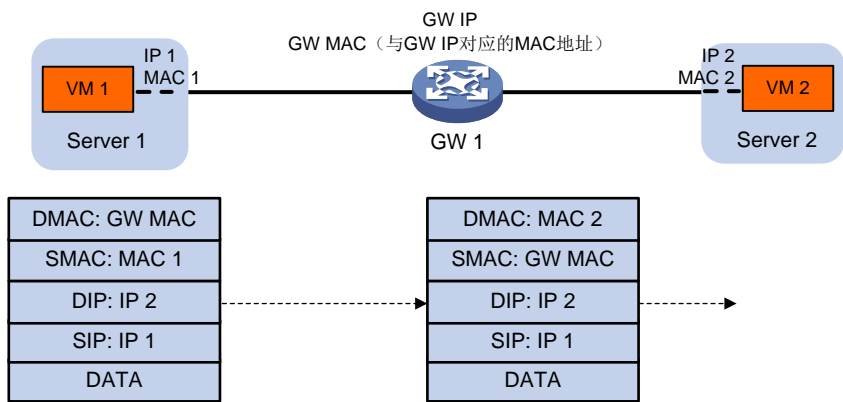 GW IP
GW MAC（与GW IP对应的MAC地址）
IP 1
MAC 1
VM 1
Server 1
GW 1
IP 2
MAC 2
VM 2
Server 2
DMAC: GW MAC
SMAC: MAC 1
DIP: IP 2
SIP: IP 1
DATA
DMAC: MAC 2
SMAC: GW MAC
DIP: IP 2
SIP: IP 1
DATA